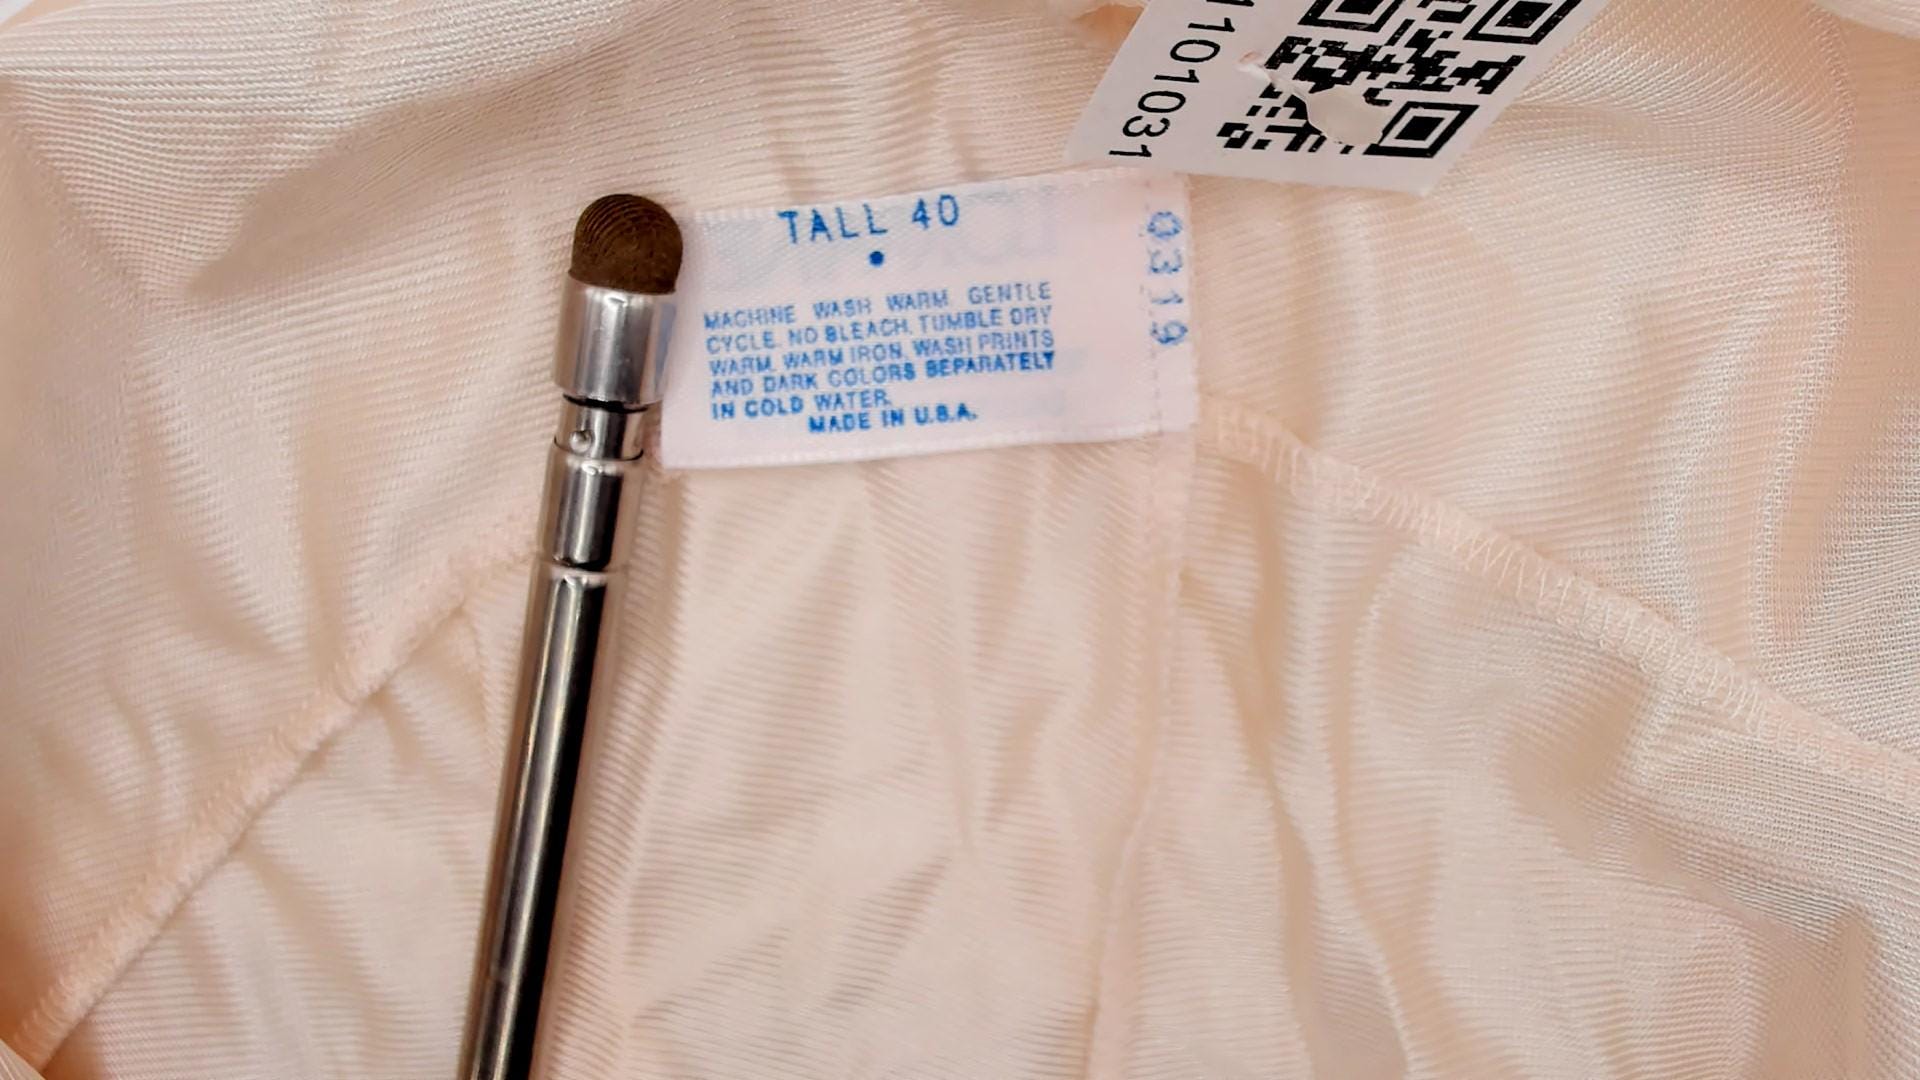 1101031
TALL 40
•
MACHINE WASH WARM, GENTLE
CYCLE. NO BLEACH. TUMBLE DRY
WARM. WARM IRON. WASH PRINTS
AND DARK COLORS SEPARATELY
IN COLD WATER.
MADE IN U.S.A.
0319